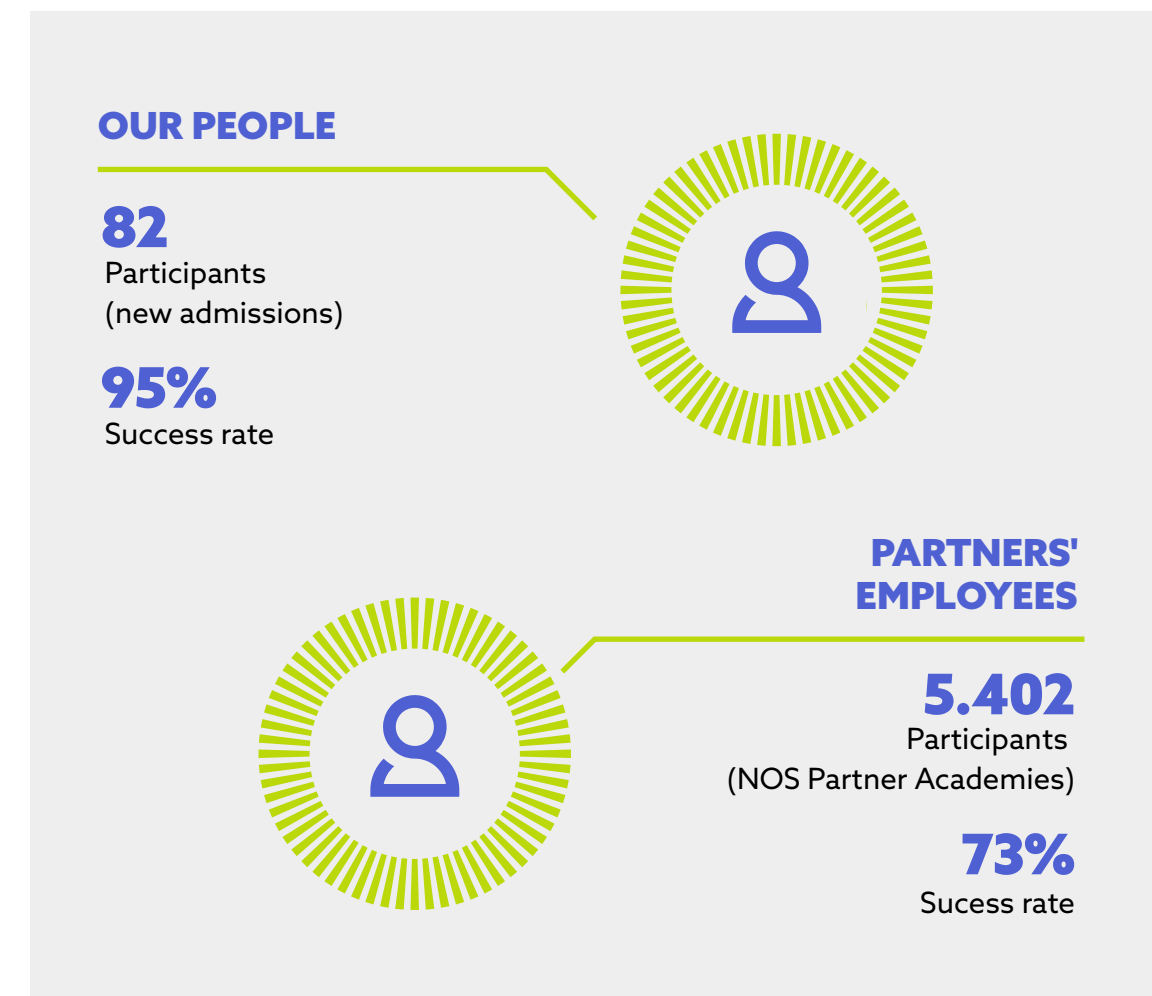 OUR PEOPLE
82
Participants
(new admissions)
95%
Success rate
PARTNERS'
EMPLOYEES
5.402
Participants
(NOS Partner Academies)
73%
Sucess rate